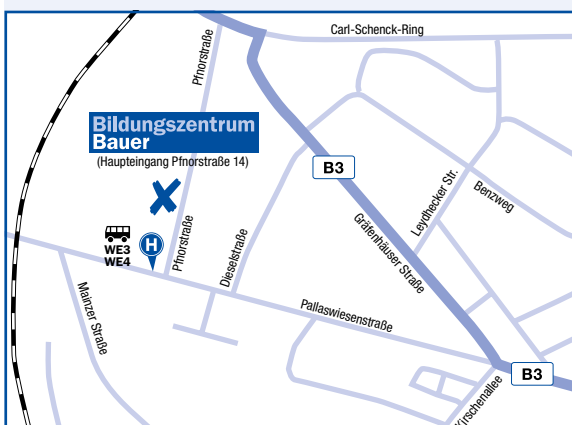 Carl-Schenck-Ring
Pfnorstraße
Bildungszentrum
Bauer
(Haupteingang Pfnorstraße 14)
B3
Leydhecker Str.
Benzweg
H
WE3
WE4
Pfnorstraße
Dieselstraße
Gräfenhäuser Straße
Mainzer Straße
Pallaswiesenstraße
B3
Kirschenallee